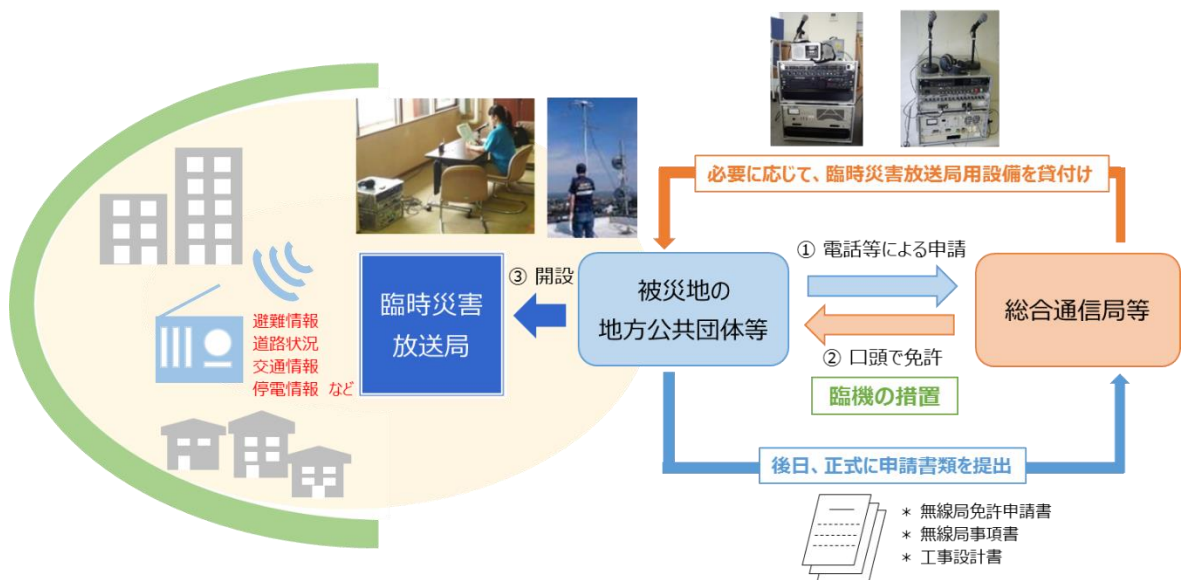 必要に応じて、臨時災害放送局用設備を貸付け
① 電話等による申請
③ 開設
被災地の
地方公共団体等
総合通信局等
臨時災害
放送局
② 口頭で免許
臨機の措置
避難情報
道路状況
交通情報
停電情報 など
後日、正式に申請書類を提出
* 無線局免許申請書
* 無線局事項書
* 工事設計書